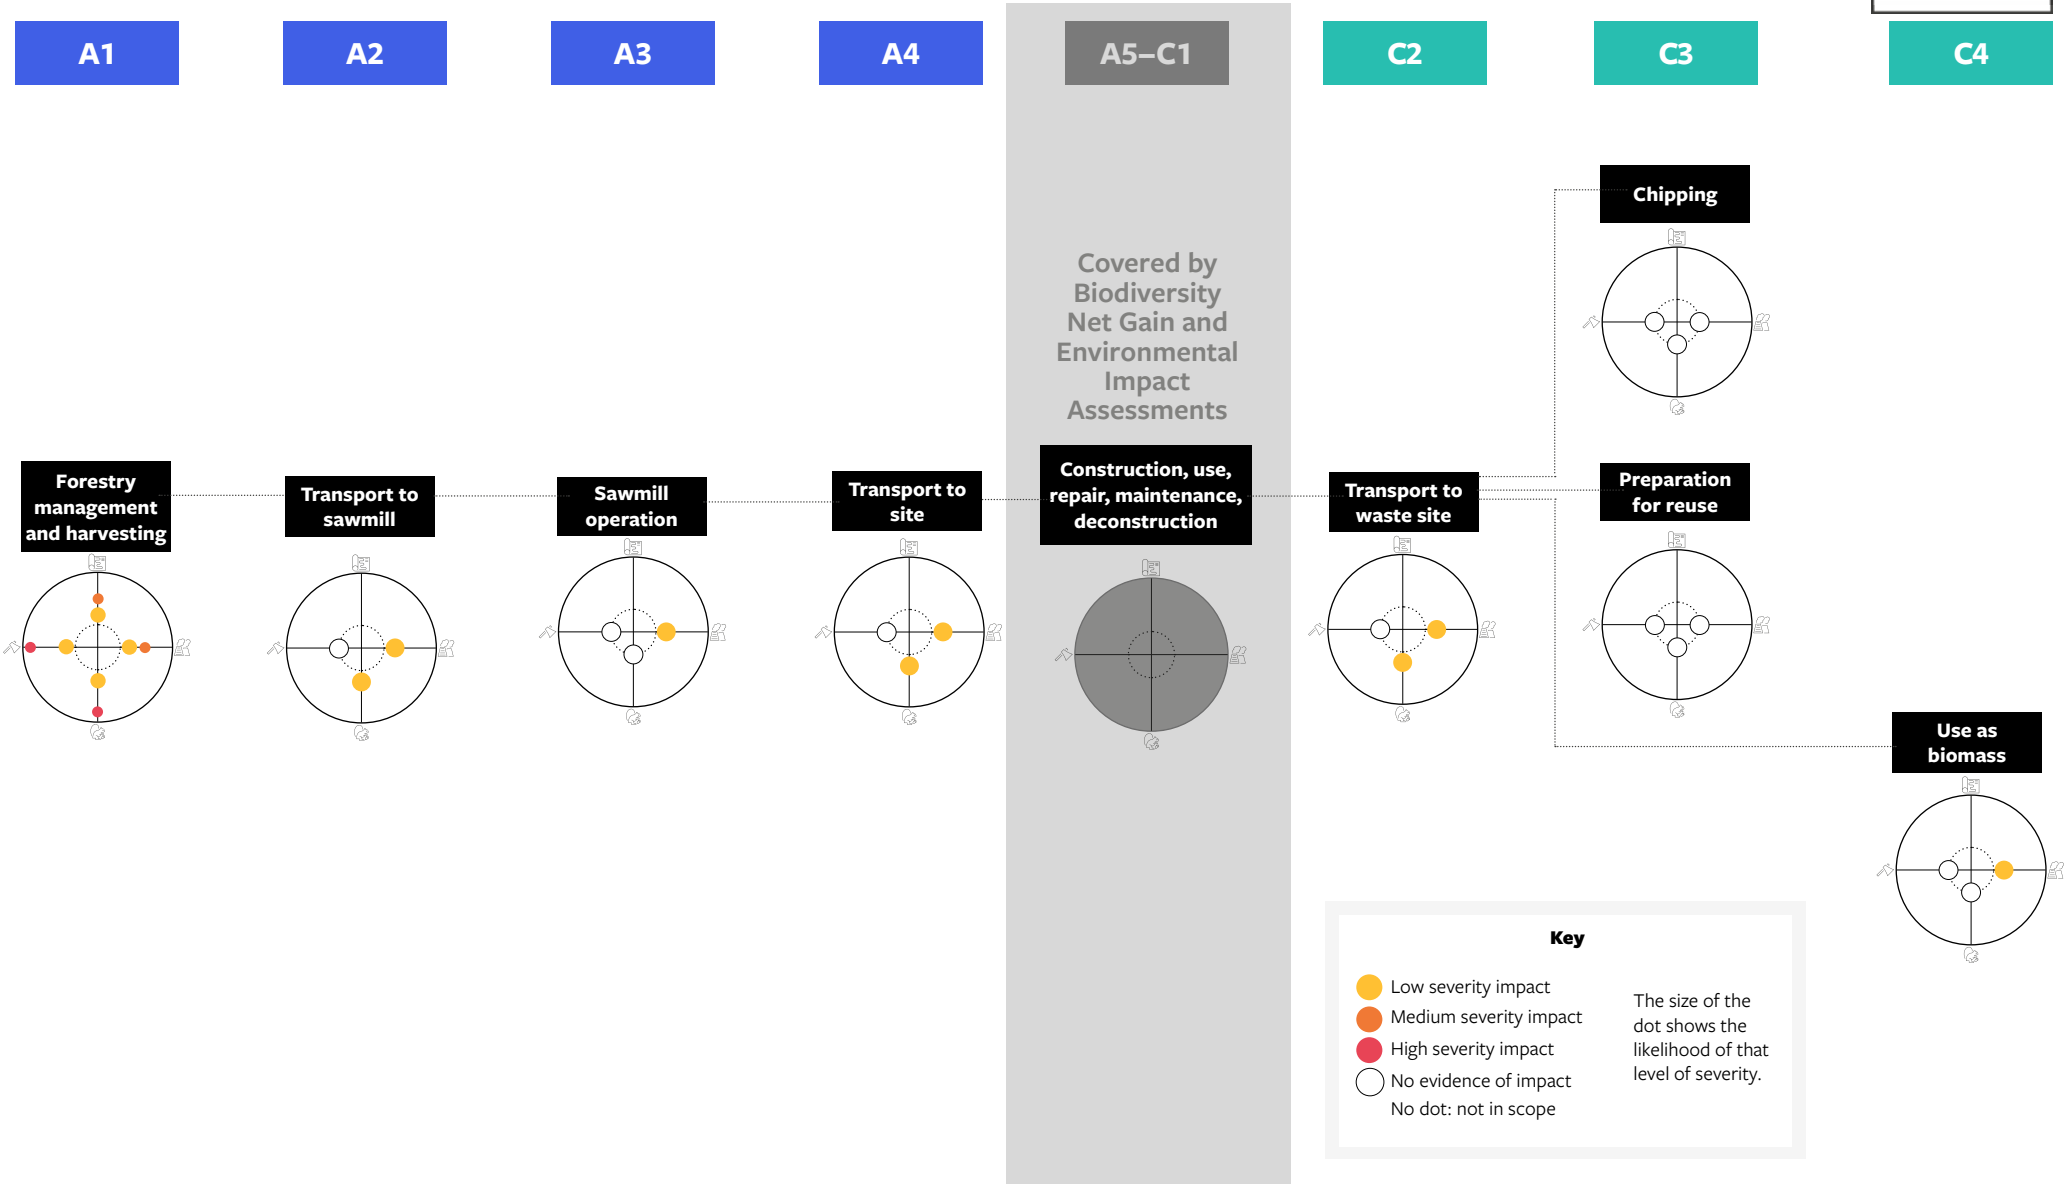 A1
A2
A3
A4
A5–C1
C2
C3
C4
Chipping
Covered by
Biodiversity
Net Gain and
Environmental
Impact
Assessments
Forestry
management
and harvesting
Transport to
sawmill
Sawmill
operation
Transport to
site
Construction, use,
repair, maintenance,
deconstruction
Transport to
waste site
Preparation
for reuse
Use as
biomass
Key
Low severity impact
Medium severity impact
High severity impact
No evidence of impact
No dot: not in scope
The size of the
dot shows the
likelihood of that
level of severity.